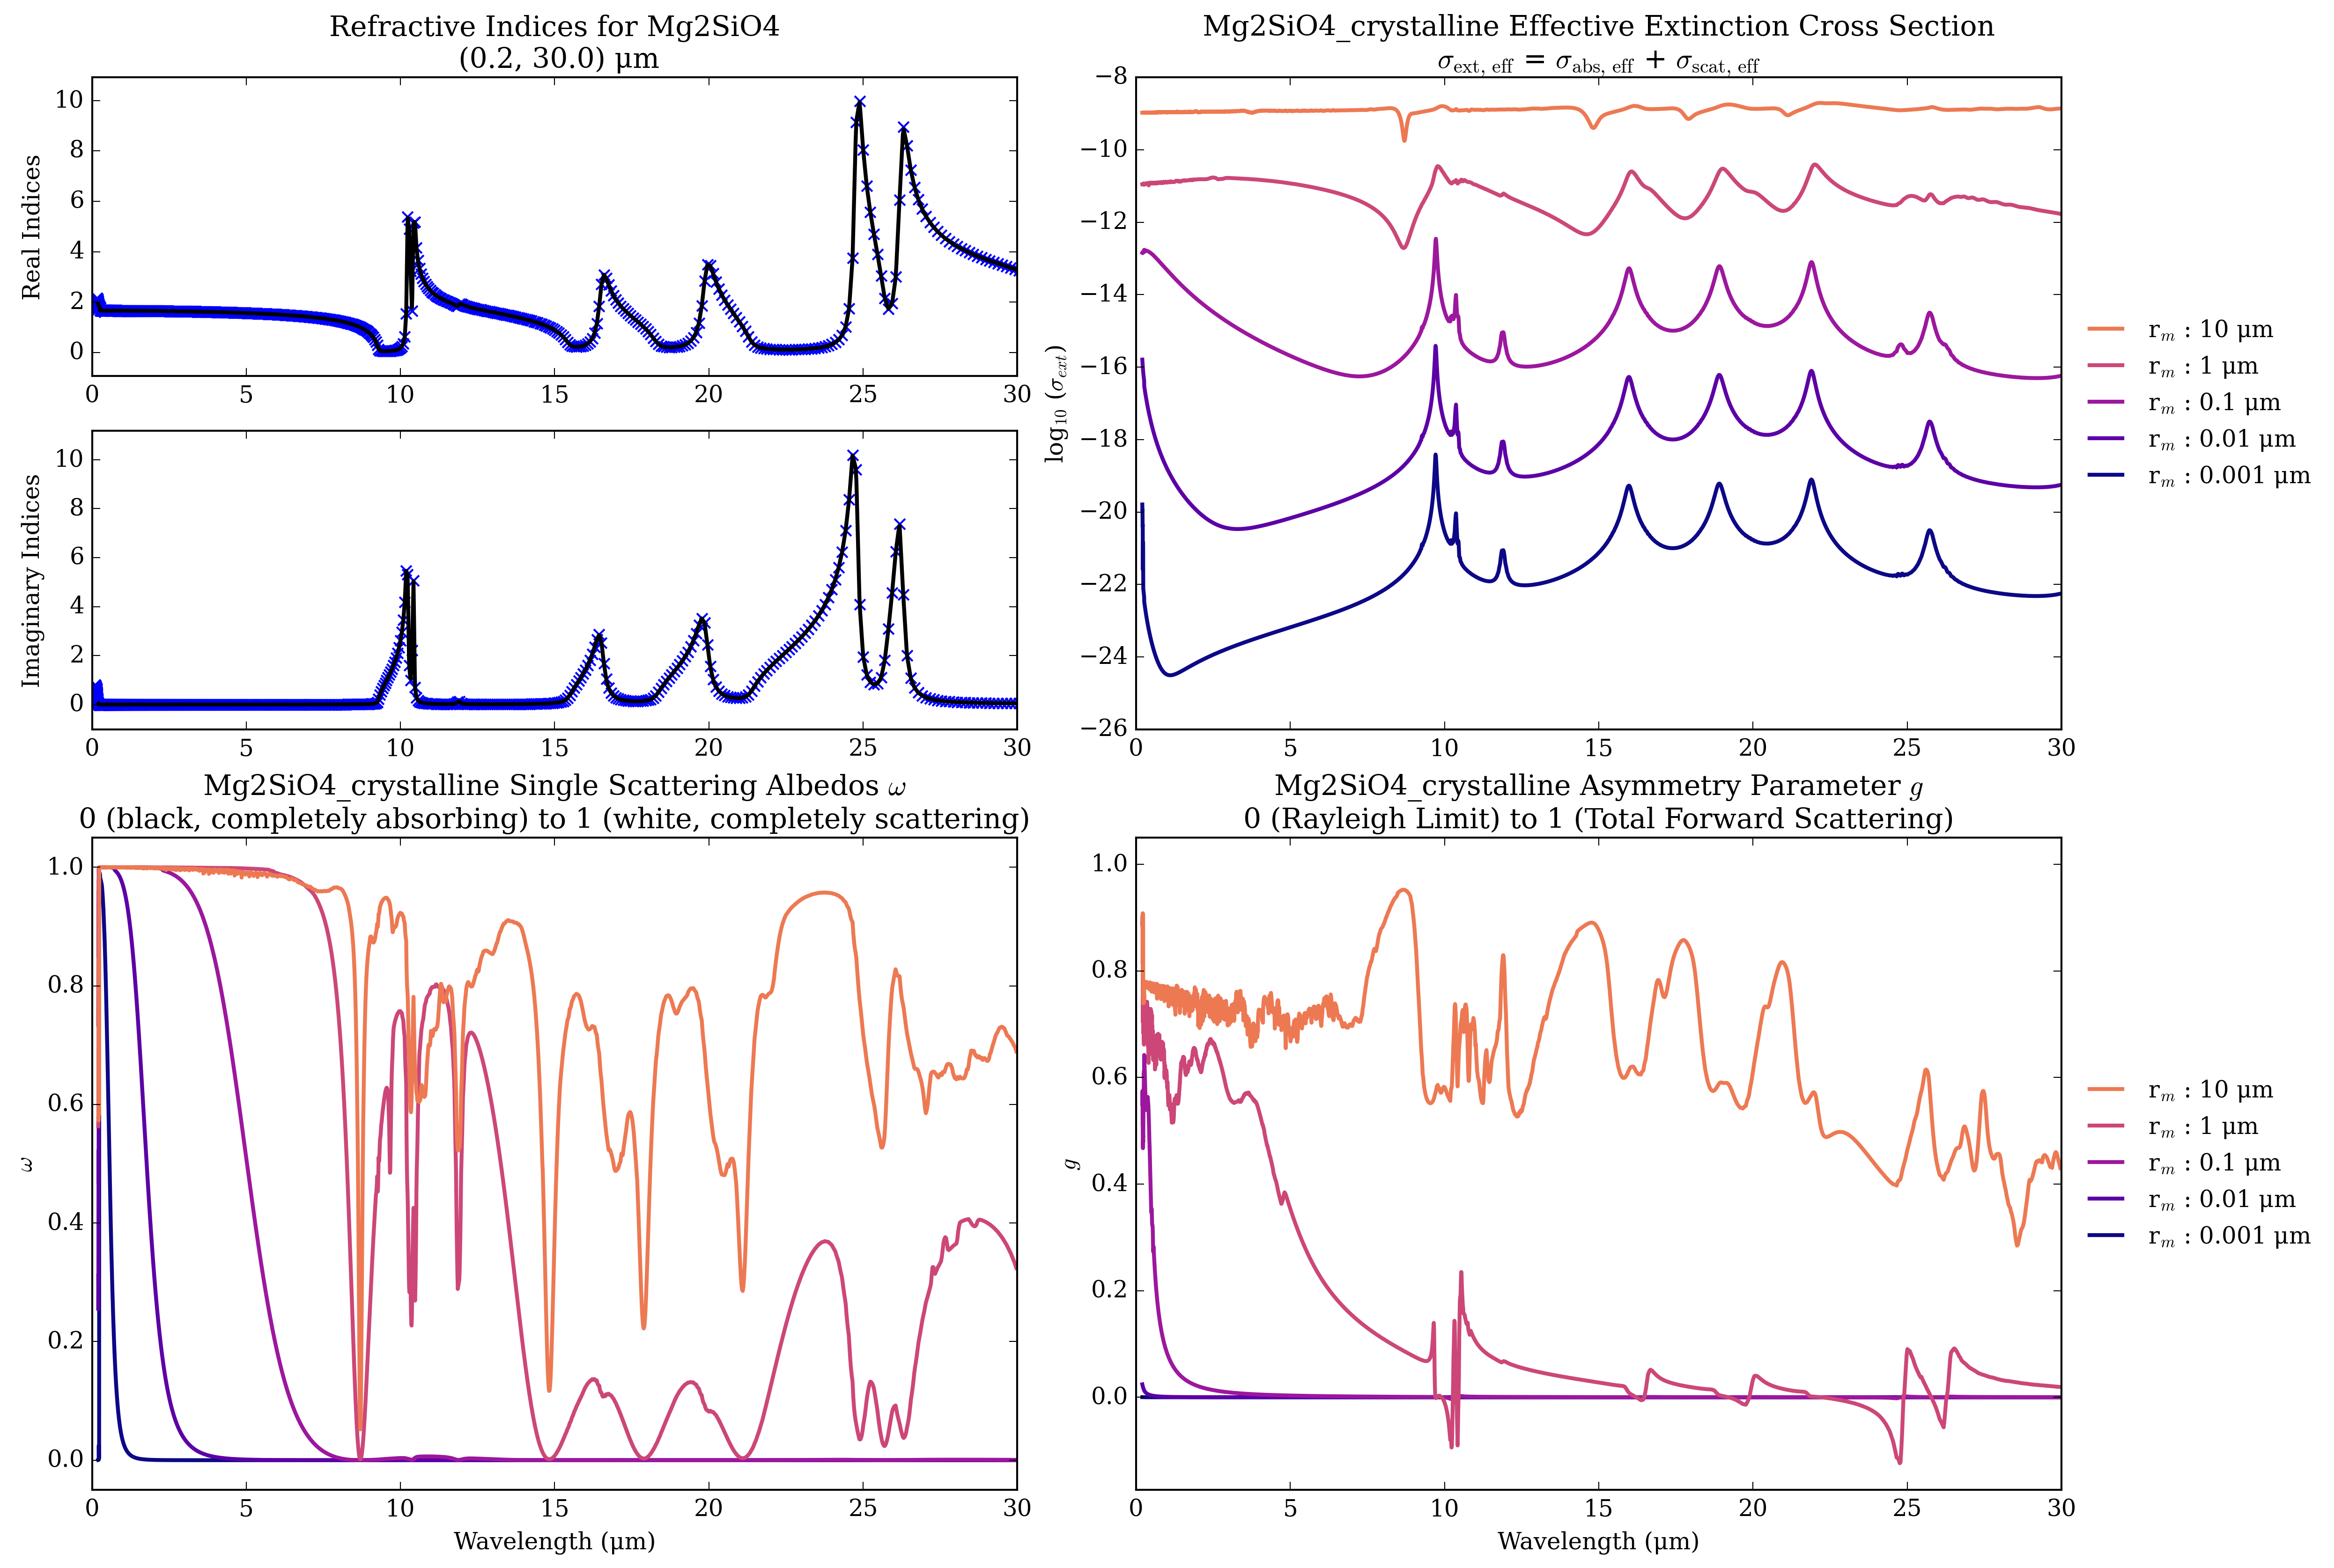 Refractive Indices for Mg2SiO4
(0.2, 30.0) μm
Real Indices
10
8
6
4
2
0
0 5 10 15 20 25 30
Imaginary Indices
10
8
6
4
2
0
0 5 10 15 20 25 30
Mg2SiO4_crystalline Effective Extinction Cross Section
σext, eff = σabs, eff + σscat, eff
log10 (σext)
−8
−10
−12
−14
−16
−18
−20
−22
−24
−26
0 5 10 15 20 25 30
rm : 10 μm
rm : 1 μm
rm : 0.1 μm
rm : 0.01 μm
rm : 0.001 μm
Mg2SiO4_crystalline Single Scattering Albedos ω
0 (black, completely absorbing) to 1 (white, completely scattering)
ω
1.0
0.8
0.6
0.4
0.2
0.0
0 5 10 15 20 25 30
Wavelength (μm)
Mg2SiO4_crystalline Asymmetry Parameter g
0 (Rayleigh Limit) to 1 (Total Forward Scattering)
g
1.0
0.8
0.6
0.4
0.2
0.0
0 5 10 15 20 25 30
Wavelength (μm)
rm : 10 μm
rm : 1 μm
rm : 0.1 μm
rm : 0.01 μm
rm : 0.001 μm